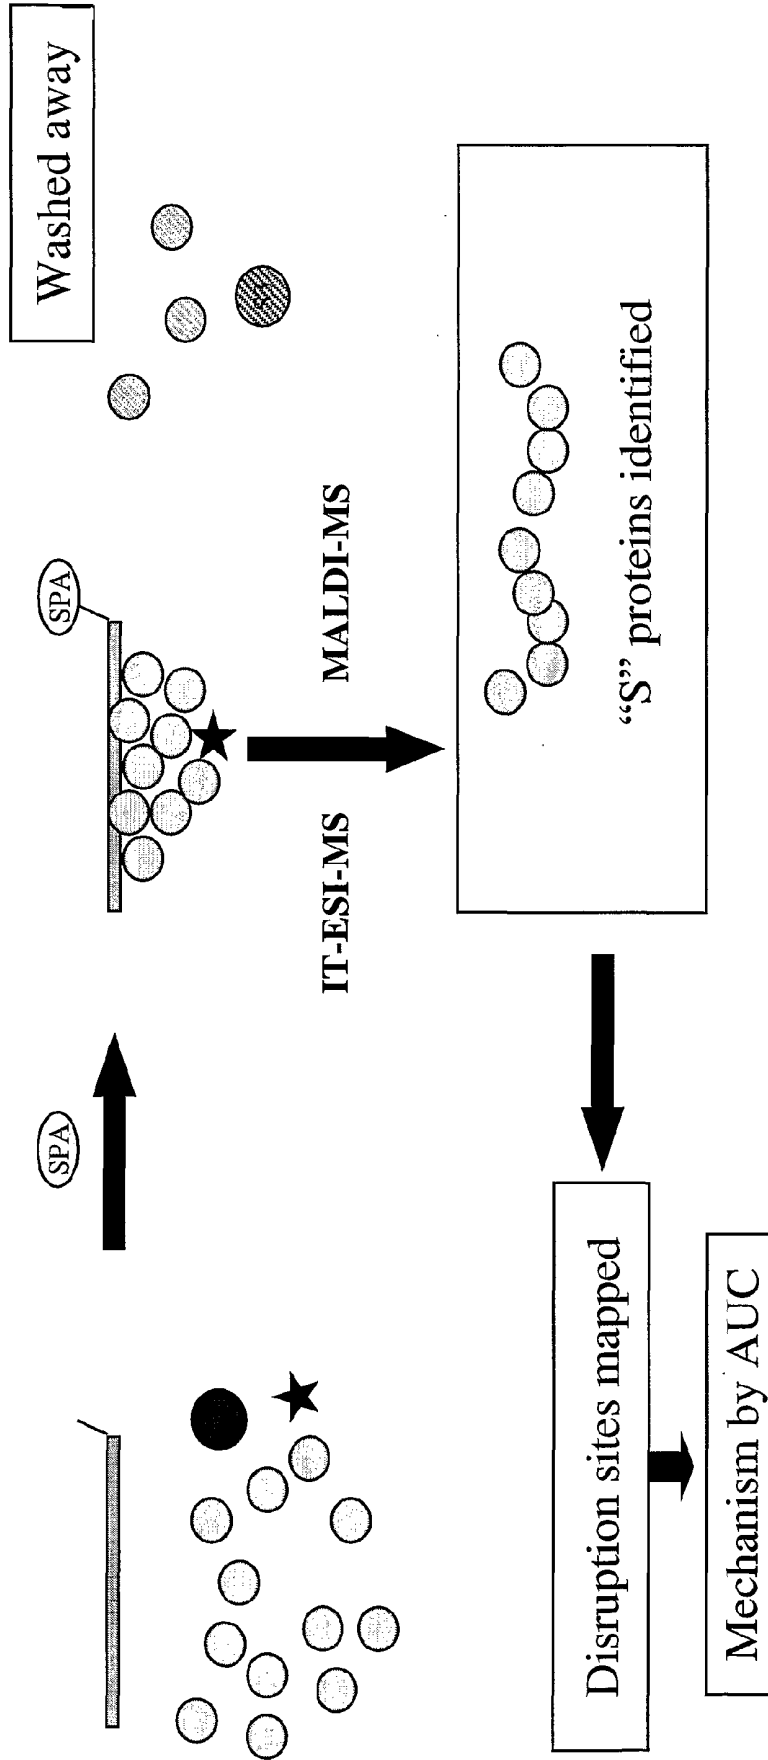 Washed away
SPA
SPA
IT-ESI-MS
MALDI-MS
“S” proteins identified
Disruption sites mapped
Mechanism by AUC